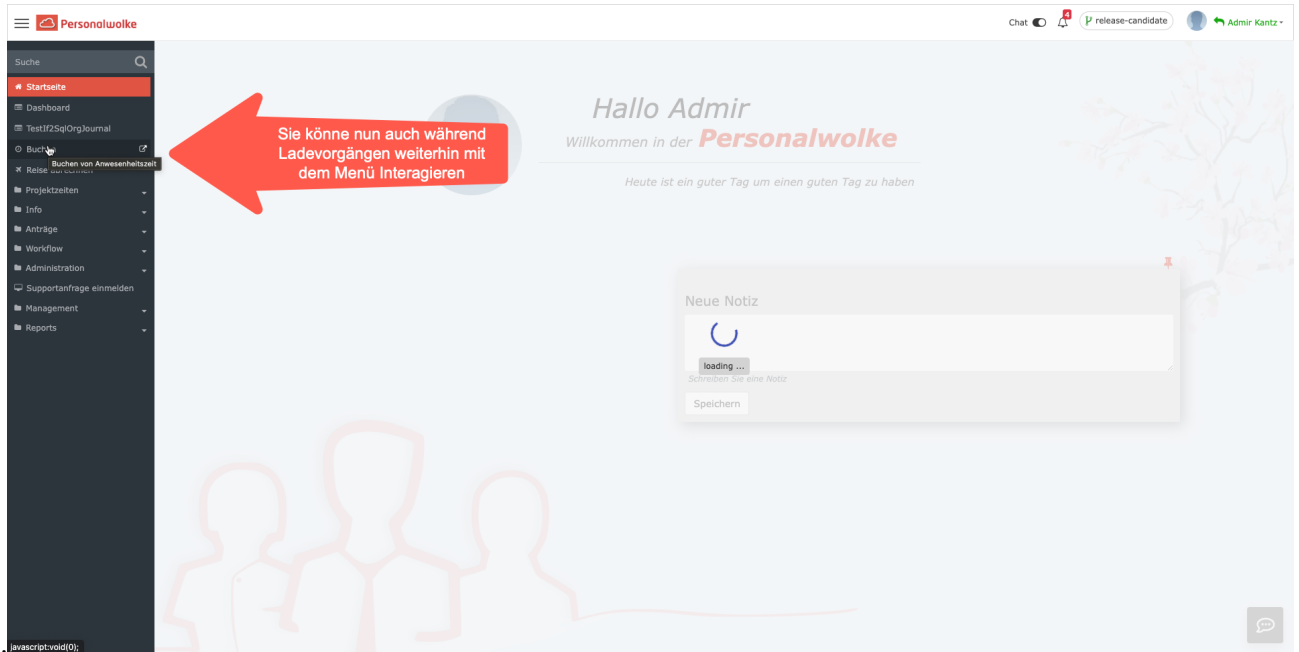 Personalwolke
Chat
4
release-candidate
Admir Kantz
Suche
Startseite
Dashboard
TestIf2SqlOrgJournal
Buchen von Anwesenheitszeit
Projektzeiten
Info
Anträge
Workflow
Administration
Supportanfrage einmelden
Management
Reports
Sie könne nun auch während
Ladevorgängen weiterhin mit
dem Menü Interagieren
Hallo Admir
Willkommen in der Personalwolke
Heute ist ein guter Tag um einen guten Tag zu haben
Neue Notiz
loading ...
Schreiben Sie eine Notiz
Speichern
javascript:void(0);